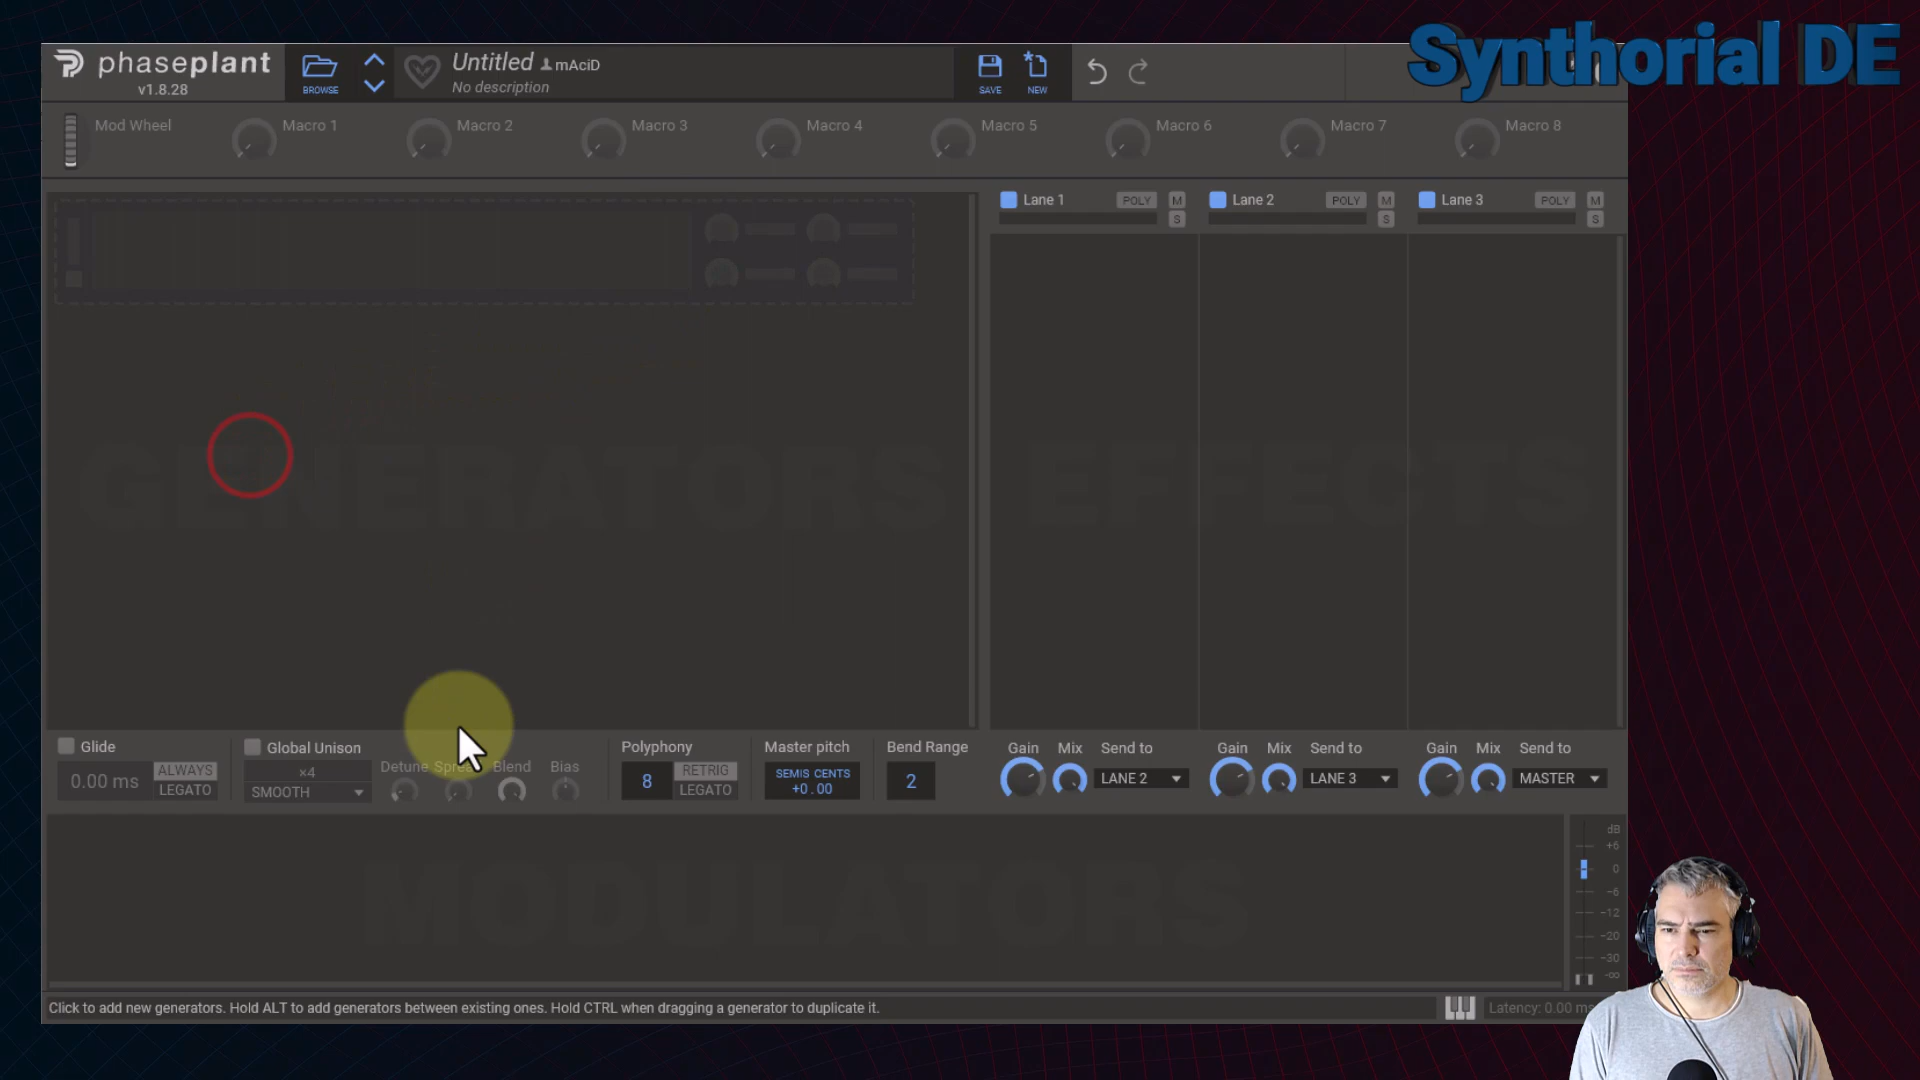 Synthorial DE
phaseplant
v1.8.28
BROWSE
Untitled mAciD
No description
SAVE
NEW
Mod Wheel
Macro 1
Macro 2
Macro 3
Macro 4
Macro 5
Macro 6
Macro 7
Macro 8
Lane 1 POLY M
S
Lane 2 POLY M
S
Lane 3 POLY M
S
GENERATORS
EFFECTS
Glide
0.00 ms
ALWAYS
LEGATO
Global Unison
×4
SMOOTH
Detune Spread Blend Bias
Polyphony
8
RETRIG
LEGATO
Master pitch
SEMIS CENTS
+0.00
Bend Range
2
Gain Mix Send to
LANE 2
Gain Mix Send to
LANE 3
Gain Mix Send to
MASTER
MODULATORS
dB
+6
0
-6
-12
-20
-30
-∞
Click to add new generators. Hold ALT to add generators between existing ones. Hold CTRL when dragging a generator to duplicate it.
Latency: 0.00 ms